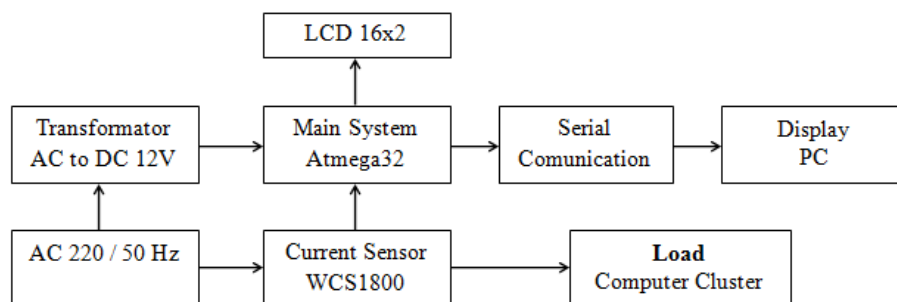 LCD 16x2
Transformator
AC to DC 12V
Main System
Atmega32
Serial
Comunication
Display
PC
AC 220 / 50 Hz
Current Sensor
WCS1800
Load
Computer Cluster